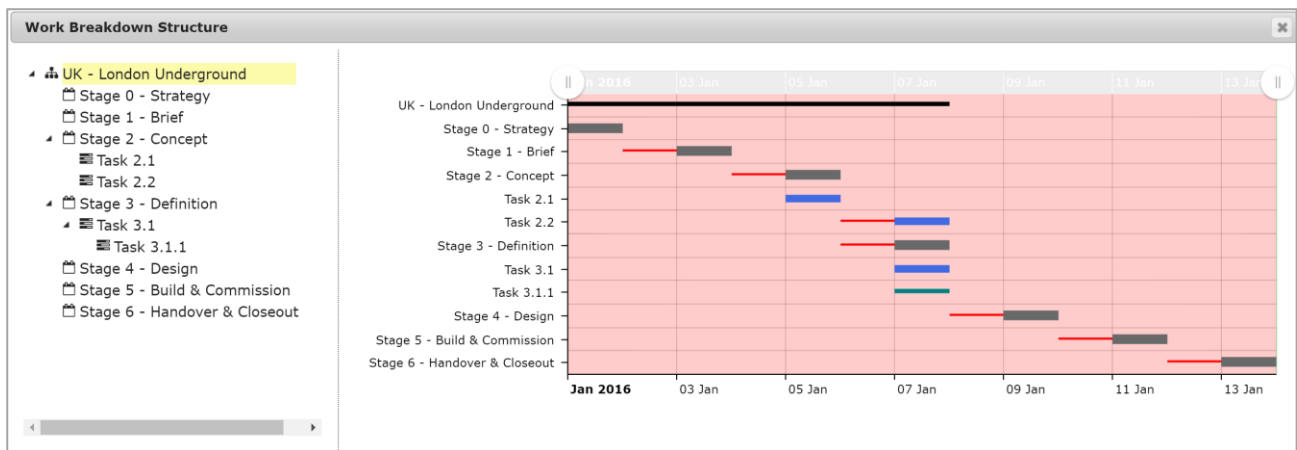 Work Breakdown Structure
UK - London Underground
Stage 0 - Strategy
Stage 1 - Brief
Stage 2 - Concept
Task 2.1
Task 2.2
Stage 3 - Definition
Task 3.1
Task 3.1.1
Stage 4 - Design
Stage 5 - Build & Commission
Stage 6 - Handover & Closeout
2016 03 Jan 05 Jan 07 Jan 09 Jan 11 Jan 13
UK - London Underground
Stage 0 - Strategy
Stage 1 - Brief
Stage 2 - Concept
Task 2.1
Task 2.2
Stage 3 - Definition
Task 3.1
Task 3.1.1
Stage 4 - Design
Stage 5 - Build & Commission
Stage 6 - Handover & Closeout
Jan 2016 03 Jan 05 Jan 07 Jan 09 Jan 11 Jan 13 Jan